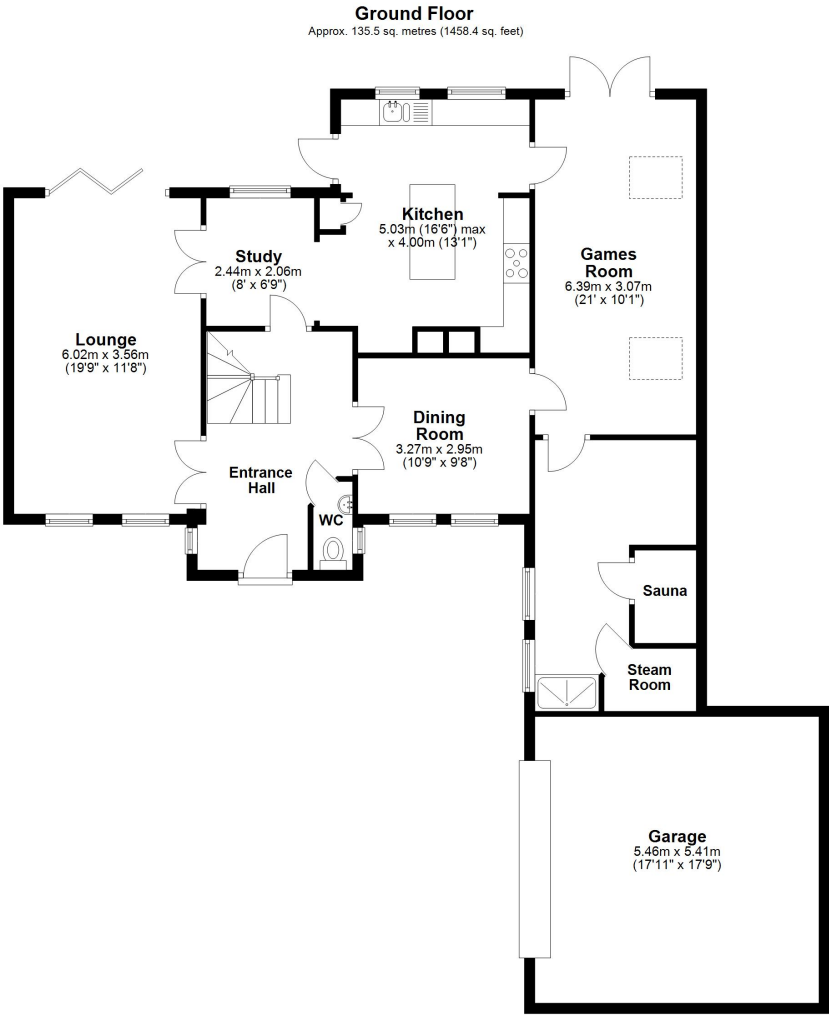 Ground Floor
Approx. 135.5 sq. metres (1458.4 sq. feet)
Kitchen
5.03m (16'6") max
x 4.00m (13'1")
Study
2.44m x 2.06m
(8' x 6'9")
Games
Room
6.39m x 3.07m
(21' x 10'1")
Lounge
6.02m x 3.56m
(19'9" x 11'8")
Dining
Room
3.27m x 2.95m
(10'9" x 9'8")
Entrance
Hall
WC
Sauna
Steam
Room
Garage
5.46m x 5.41m
(17'11" x 17'9")